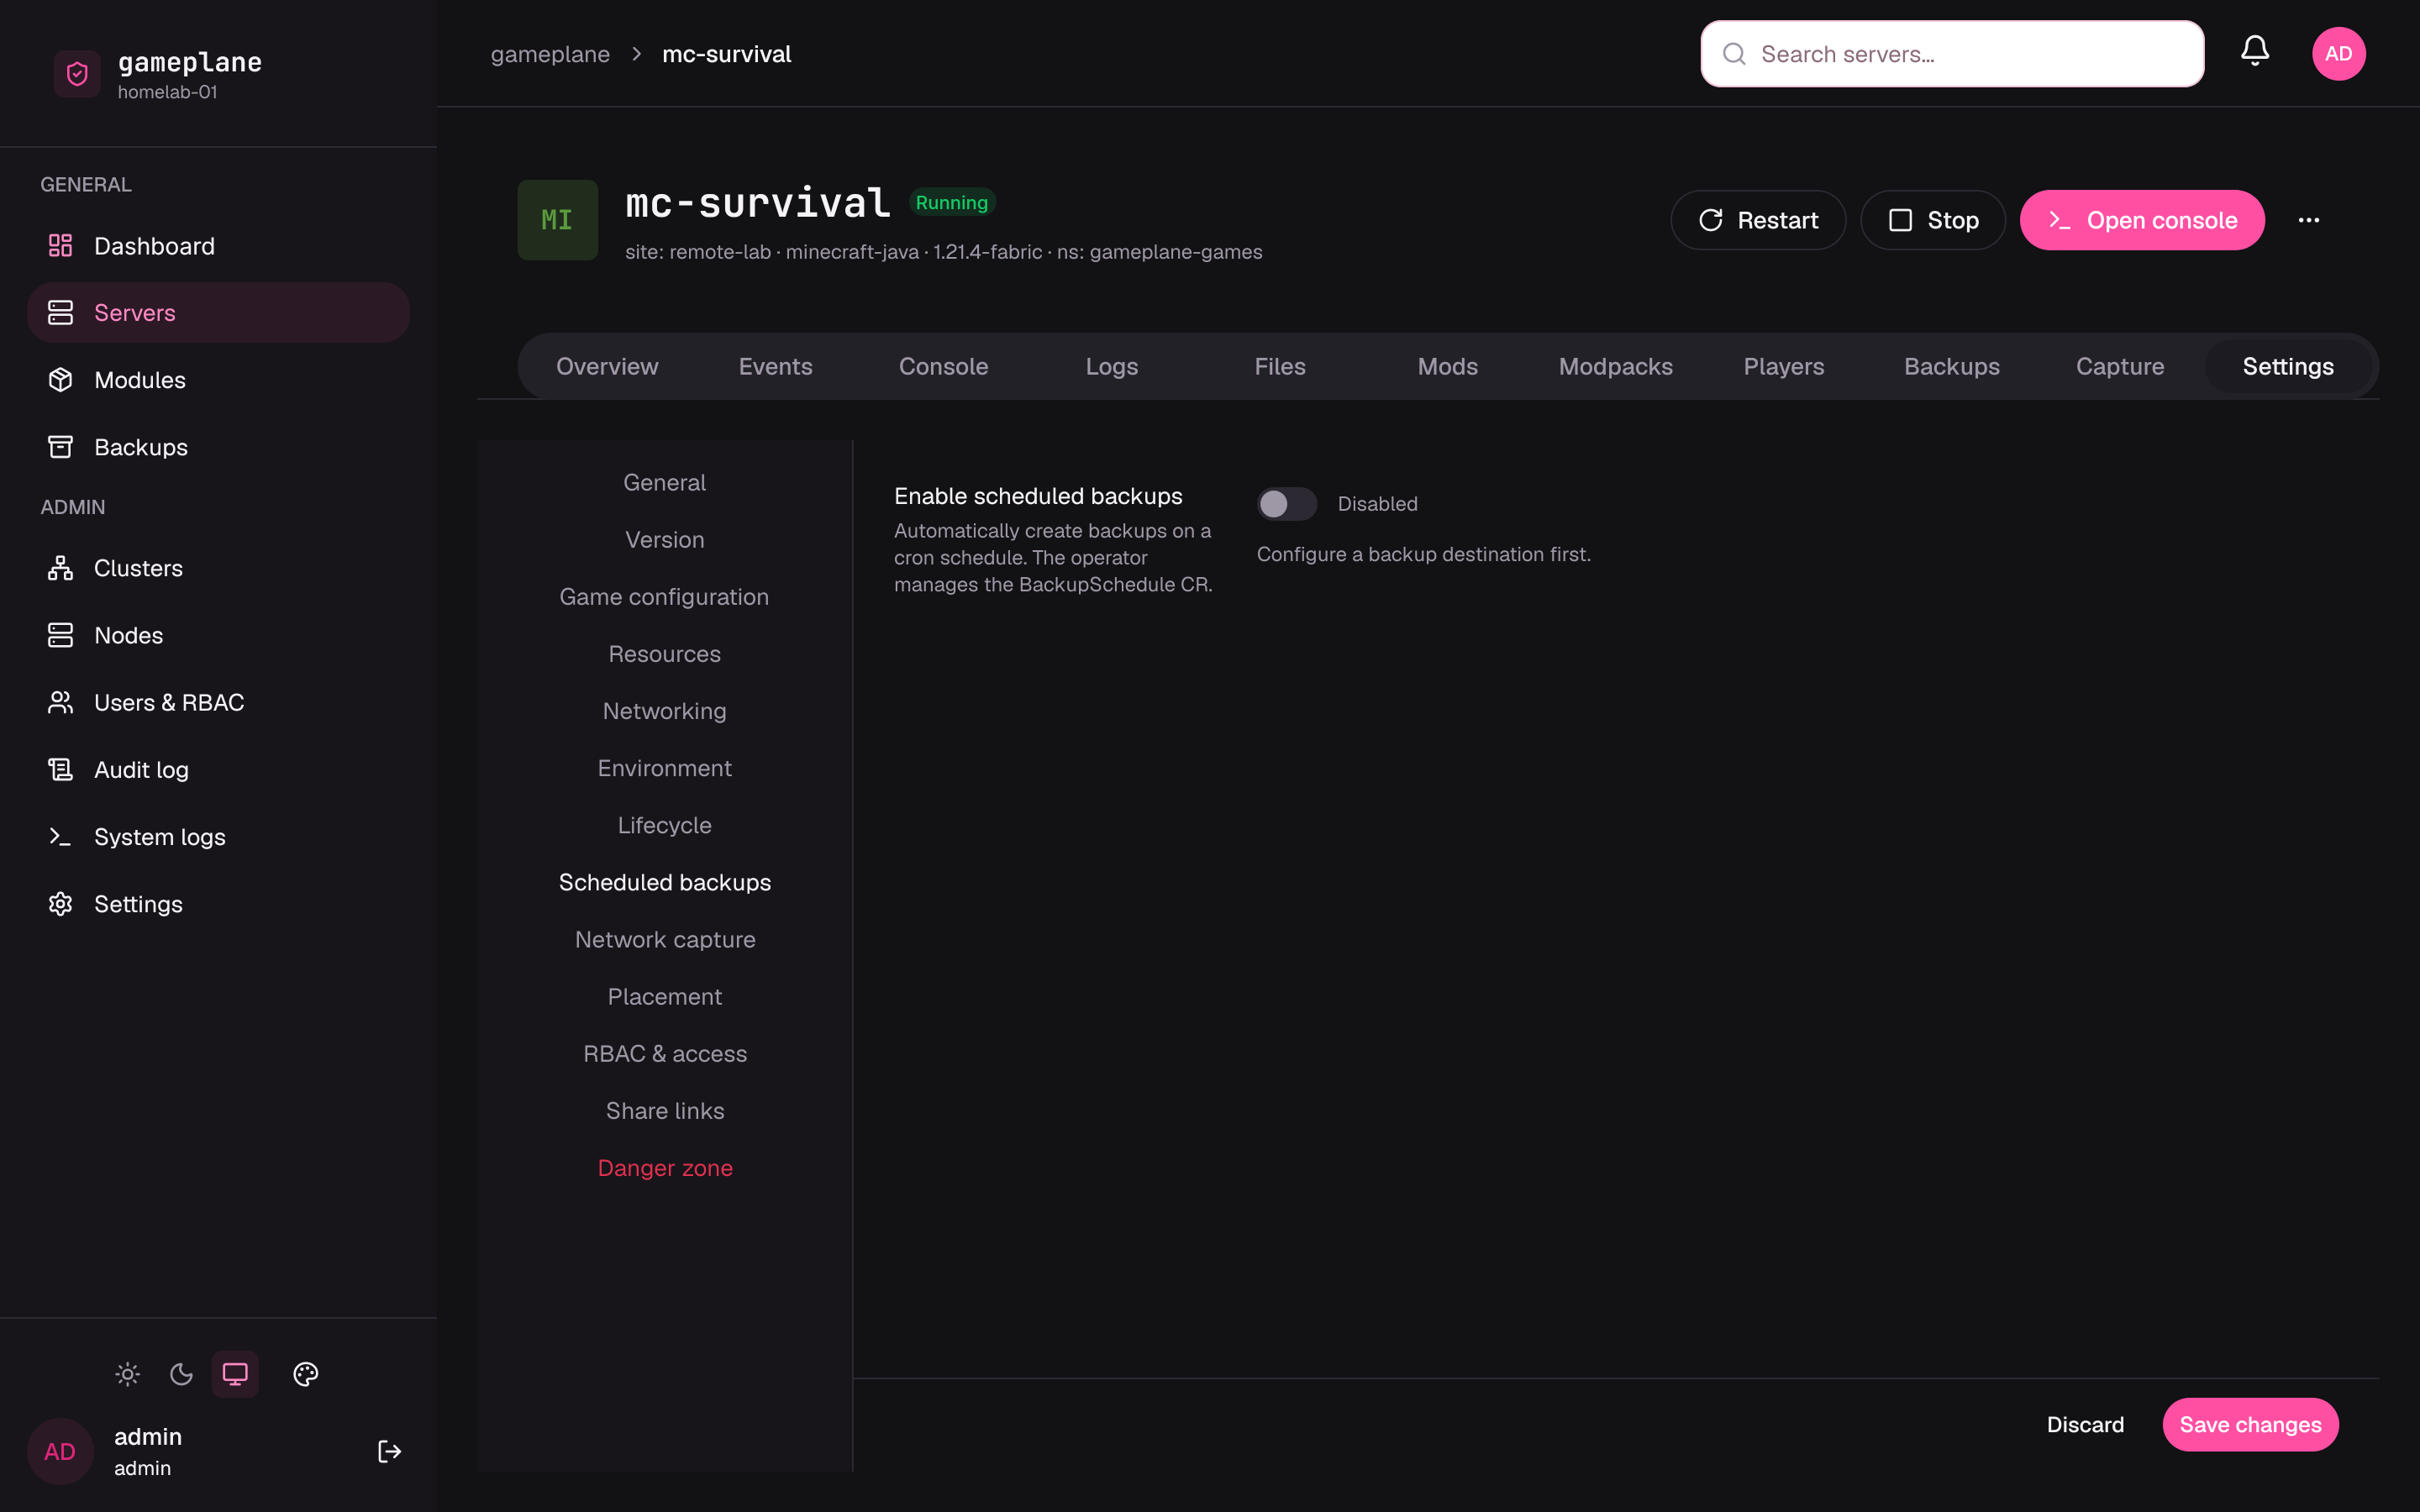 gameplane
homelab-01
GENERAL
Dashboard
Servers
Modules
Backups
ADMIN
Clusters
Nodes
Users & RBAC
Audit log
System logs
Settings
AD
admin
admin
gameplane > mc-survival
Search servers...
AD
MI
mc-survival
Running
site: remote-lab · minecraft-java · 1.21.4-fabric · ns: gameplane-games
Restart
Stop
Open console
Overview
Events
Console
Logs
Files
Mods
Modpacks
Players
Backups
Capture
Settings
General
Version
Game configuration
Resources
Networking
Environment
Lifecycle
Scheduled backups
Network capture
Placement
RBAC & access
Share links
Danger zone
Enable scheduled backups
Automatically create backups on a
cron schedule. The operator
manages the BackupSchedule CR.
Disabled
Configure a backup destination first.
Discard
Save changes